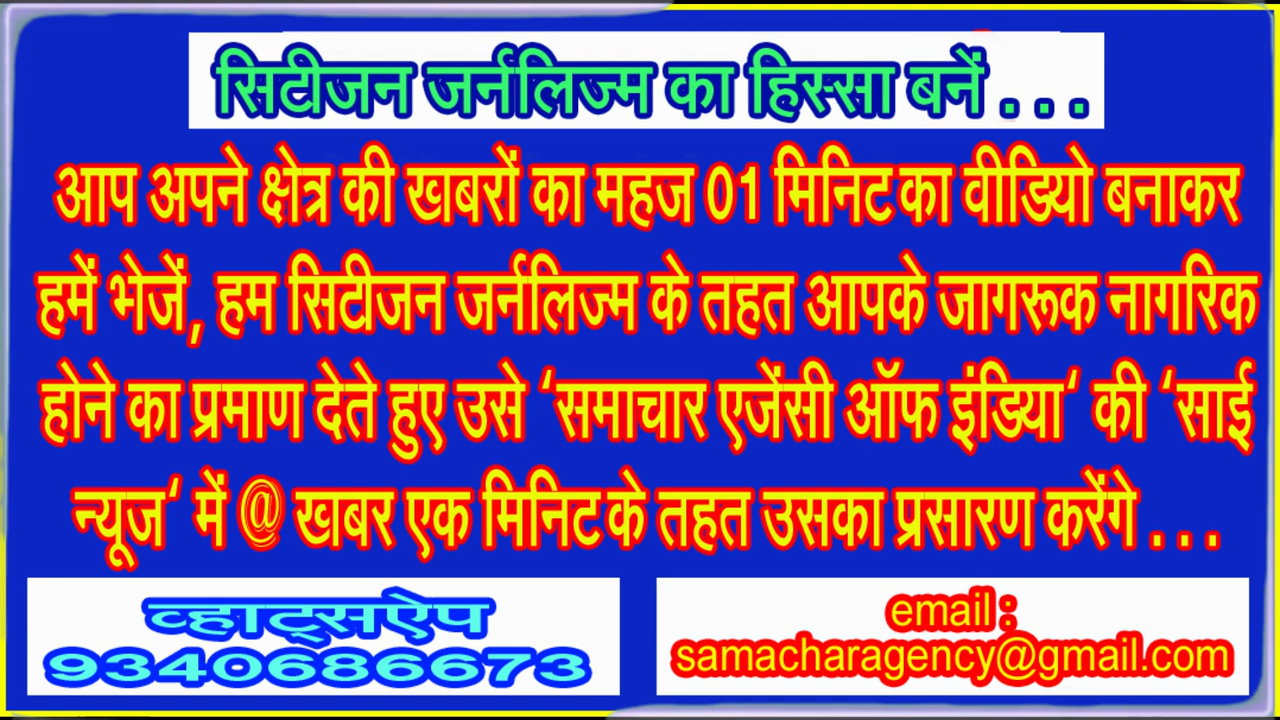 सिटीजन जर्नलिज्म का हिस्सा बनें . . .
आप अपने क्षेत्र की खबरों का महज 01 मिनिट का वीडियो बनाकर
हमें भेजें, हम सिटीजन जर्नलिज्म के तहत आपके जागरूक नागरिक
होने का प्रमाण देते हुए उसे ‘समाचार एजेंसी ऑफ इंडिया‘ की ‘साई
न्यूज‘ में @ खबर एक मिनिट के तहत उसका प्रसारण करेंगे . . .
व्हाट्सऐप
9340686673
email :
samacharagency@gmail.com